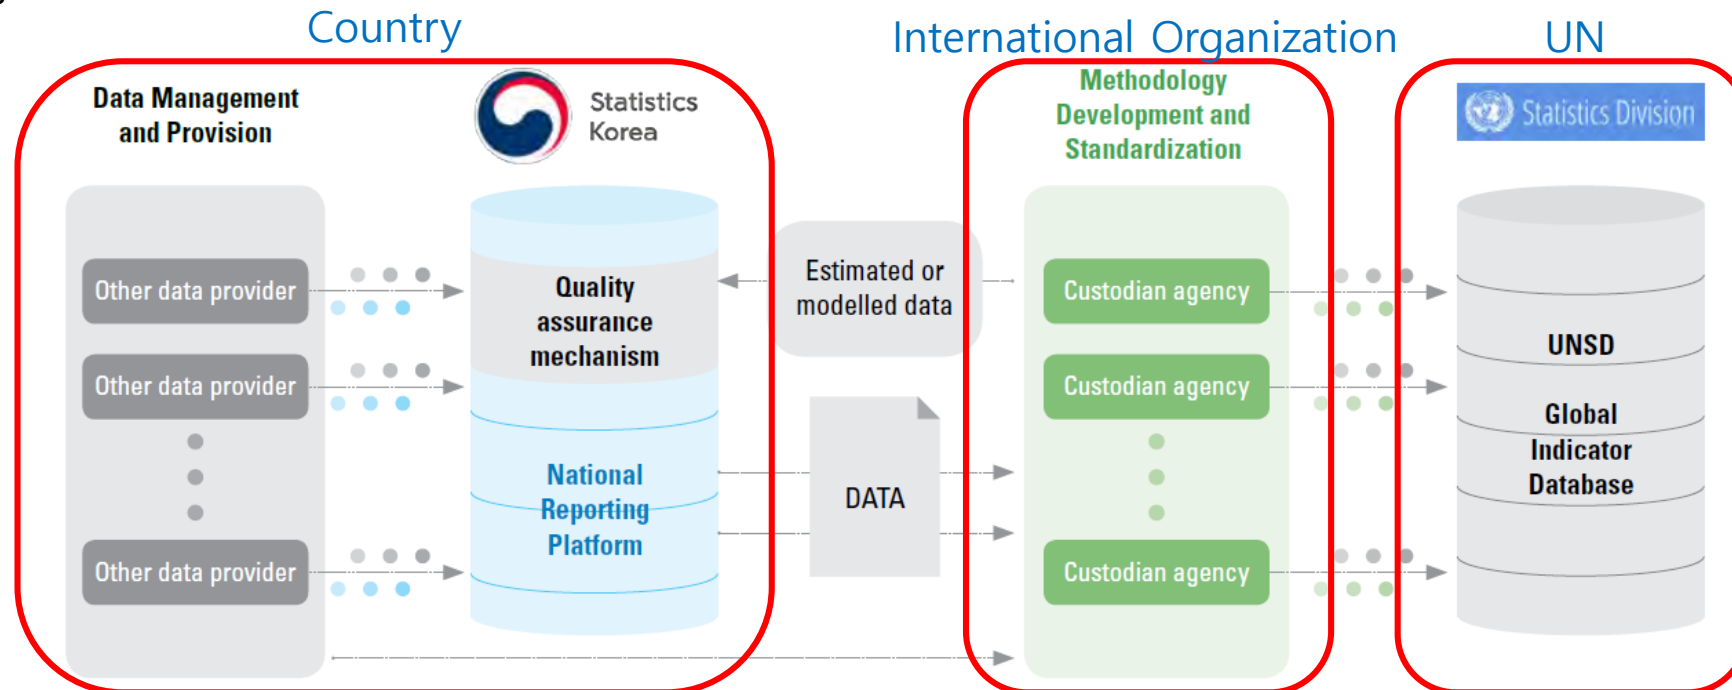 Country
International Organization
UN
Data Management
and Provision
Statistics
Korea
Methodology
Development and
Standardization
Statistics Division
Other data provider
Other data provider
Other data provider
Quality
assurance
mechanism
National
Reporting
Platform
Estimated or
modelled data
DATA
Custodian agency
Custodian agency
Custodian agency
UNSD
Global
Indicator
Database